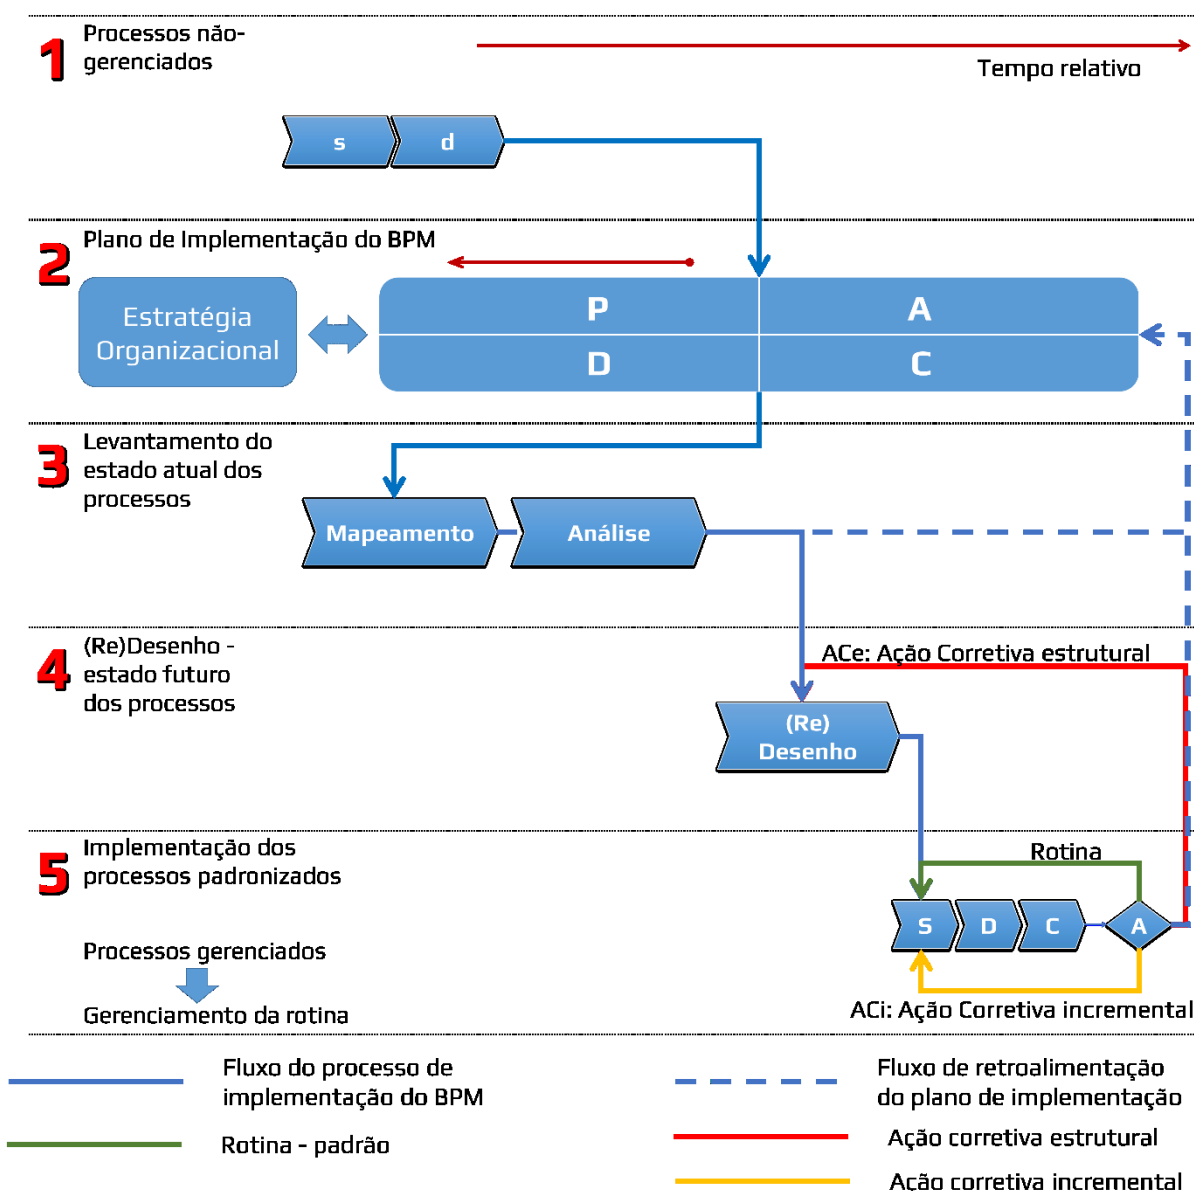 1
Processos não-
gerenciados
Tempo relativo
s
d
2
Plano de Implementação do BPM
Estratégia
Organizacional
P
A
D
C
3
Levantamento do
estado atual dos
processos
Mapeamento
Análise
4
(Re)Desenho -
estado futuro
dos processos
ACe: Ação Corretiva estrutural
(Re)
Desenho
5
Implementação dos
processos padronizados
Rotina
S
D
C
A
Processos gerenciados
Gerenciamento da rotina
ACi: Ação Corretiva incremental
Fluxo do processo de
implementação do BPM
Fluxo de retroalimentação
do plano de implementação
Rotina - padrão
Ação corretiva estrutural
Ação corretiva incremental